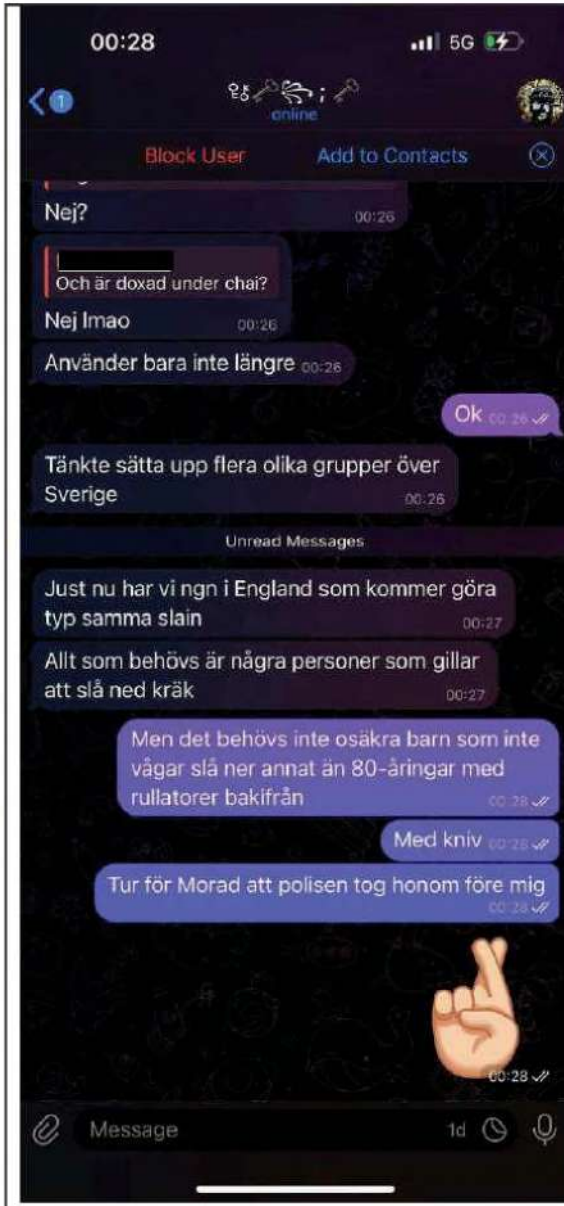 00:28
5G
1
online
Block User Add to Contacts
Nej?
00:26
Och är doxad under chai?
Nej lmao 00:26
Använder bara inte längre 00:26
Ok 00:26
Tänkte sätta upp flera olika grupper över
Sverige 00:26
Unread Messages
Just nu har vi ngn i England som kommer göra
typ samma slain 00:27
Allt som behövs är några personer som gillar
att slå ned kräk 00:27
Men det behövs inte osäkra barn som inte
vågar slå ner annat än 80-åringar med
rullatorer bakifrån 00:28
Med kniv 00:28
Tur för Morad att polisen tog honom före mig
00:28
00:28
Message 1d